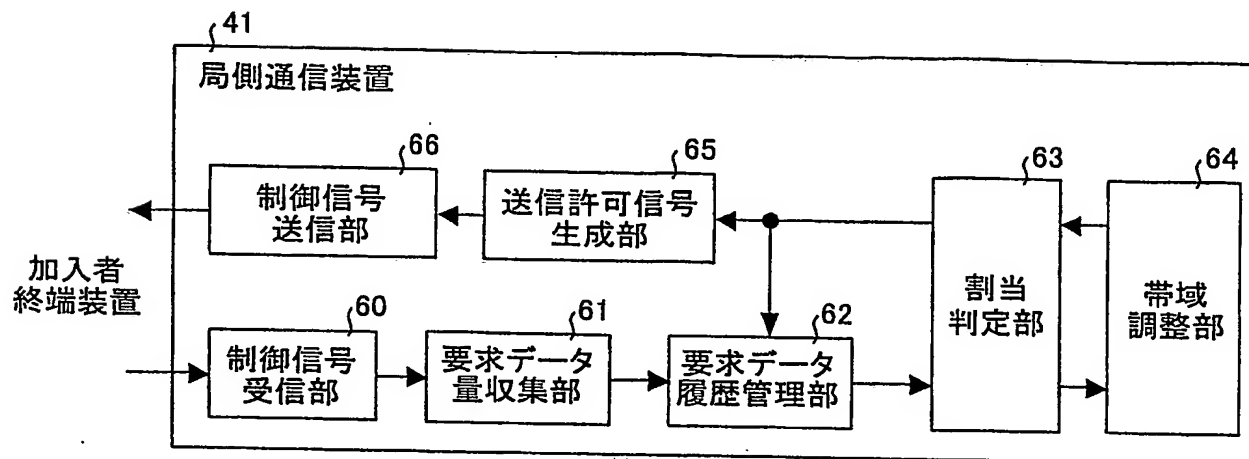 41
局側通信装置
66
制御信号
送信部
65
送信許可信号
生成部
63
割当
判定部
64
帯域
調整部
加入者
終端装置
60
制御信号
受信部
61
要求データ
量収集部
62
要求データ
履歴管理部